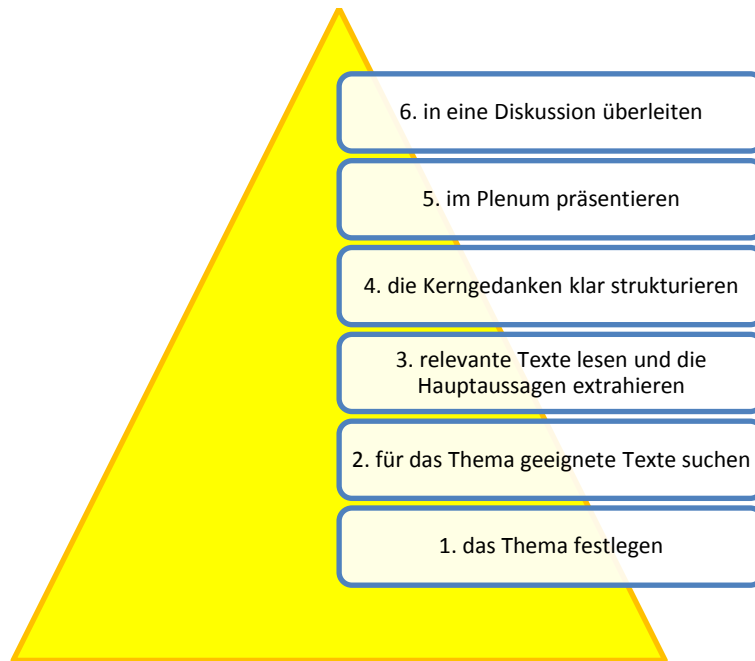 6. in eine Diskussion überleiten
5. im Plenum präsentieren
4. die Kerngedanken klar strukturieren
3. relevante Texte lesen und die
Hauptaussagen extrahieren
2. für das Thema geeignete Texte suchen
1. das Thema festlegen